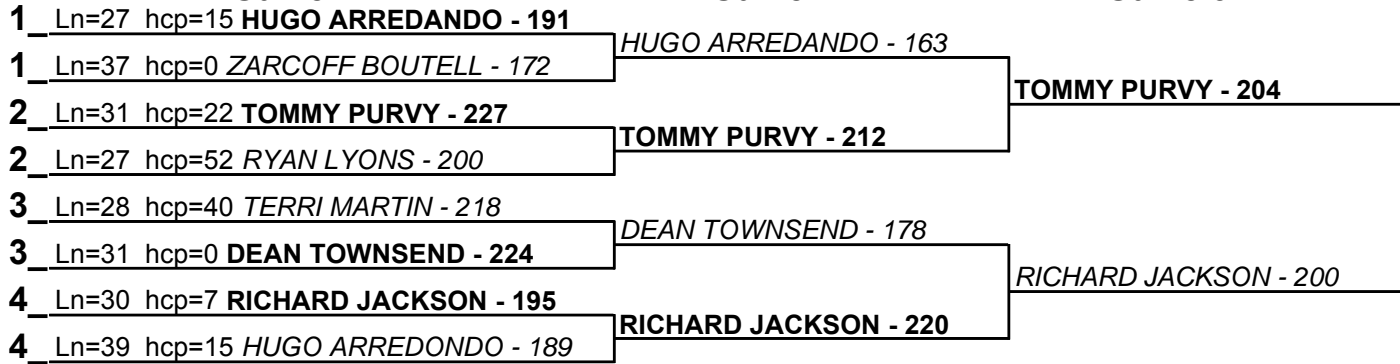 1_ Ln=27 hcp=15 HUGO ARREDANDO - 191
HUGO ARREDANDO - 163
1_ Ln=37 hcp=0 ZARCOFF BOUTELL - 172
TOMMY PURVY - 204
2_ Ln=31 hcp=22 TOMMY PURVY - 227
TOMMY PURVY - 212
2_ Ln=27 hcp=52 RYAN LYONS - 200
3_ Ln=28 hcp=40 TERRI MARTIN - 218
DEAN TOWNSEND - 178
3_ Ln=31 hcp=0 DEAN TOWNSEND - 224
RICHARD JACKSON - 200
4_ Ln=30 hcp=7 RICHARD JACKSON - 195
RICHARD JACKSON - 220
4_ Ln=39 hcp=15 HUGO ARREDONDO - 189